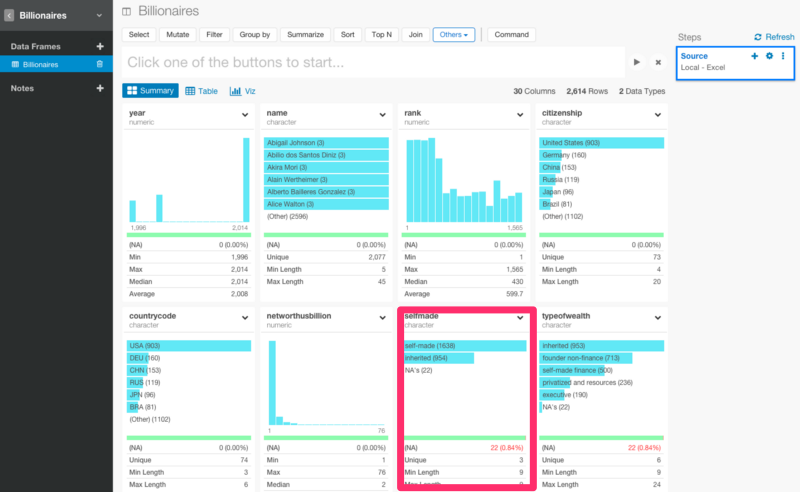 Billionaires
Data Frames
Billionaires
Notes
Billionaires
Select Mutate Filter Group by Summarize Sort Top N Join Others Command
Click one of the buttons to start...
Summary Table Viz
30 Columns 2,614 Rows 2 Data Types
year
numeric
1,996 2,014
(NA) 0 (0.00%)
Min 1,996
Max 2,014
Median 2,014
Average 2,008
name
character
Abigail Johnson (3)
Abilio dos Santos Diniz (3)
Akira Mori (3)
Alain Wertheimer (3)
Alberto Bailleres Gonzalez (3)
Alice Walton (3)
(Other) (2596)
(NA) 0 (0.00%)
Unique 2,077
Min Length 5
Max Length 45
rank
numeric
1 1,565
(NA) 0 (0.00%)
Min 1
Max 1,565
Median 430
Average 599.7
citizenship
character
United States (903)
Germany (160)
China (153)
Russia (119)
Japan (96)
Brazil (81)
(Other) (1102)
(NA) 0 (0.00%)
Unique 73
Min Length 4
Max Length 20
countrycode
character
USA (903)
DEU (160)
CHN (153)
RUS (119)
JPN (96)
BRA (81)
(Other) (1102)
(NA) 0 (0.00%)
Unique 74
Min Length 3
Max Length 6
networthusbillion
numeric
1 76
(NA) 0 (0.00%)
Min 1
Max 76
Median 2
selfmade
character
self-made (1638)
inherited (954)
NA's (22)
(NA) 22 (0.84%)
Unique 3
Min Length 9
typeofwealth
character
inherited (953)
founder non-finance (713)
self-made finance (500)
privatized and resources (236)
executive (190)
NA's (22)
(NA) 22 (0.84%)
Unique 6
Min Length 9
Max Length 24
Steps Refresh
Source
Local - Excel